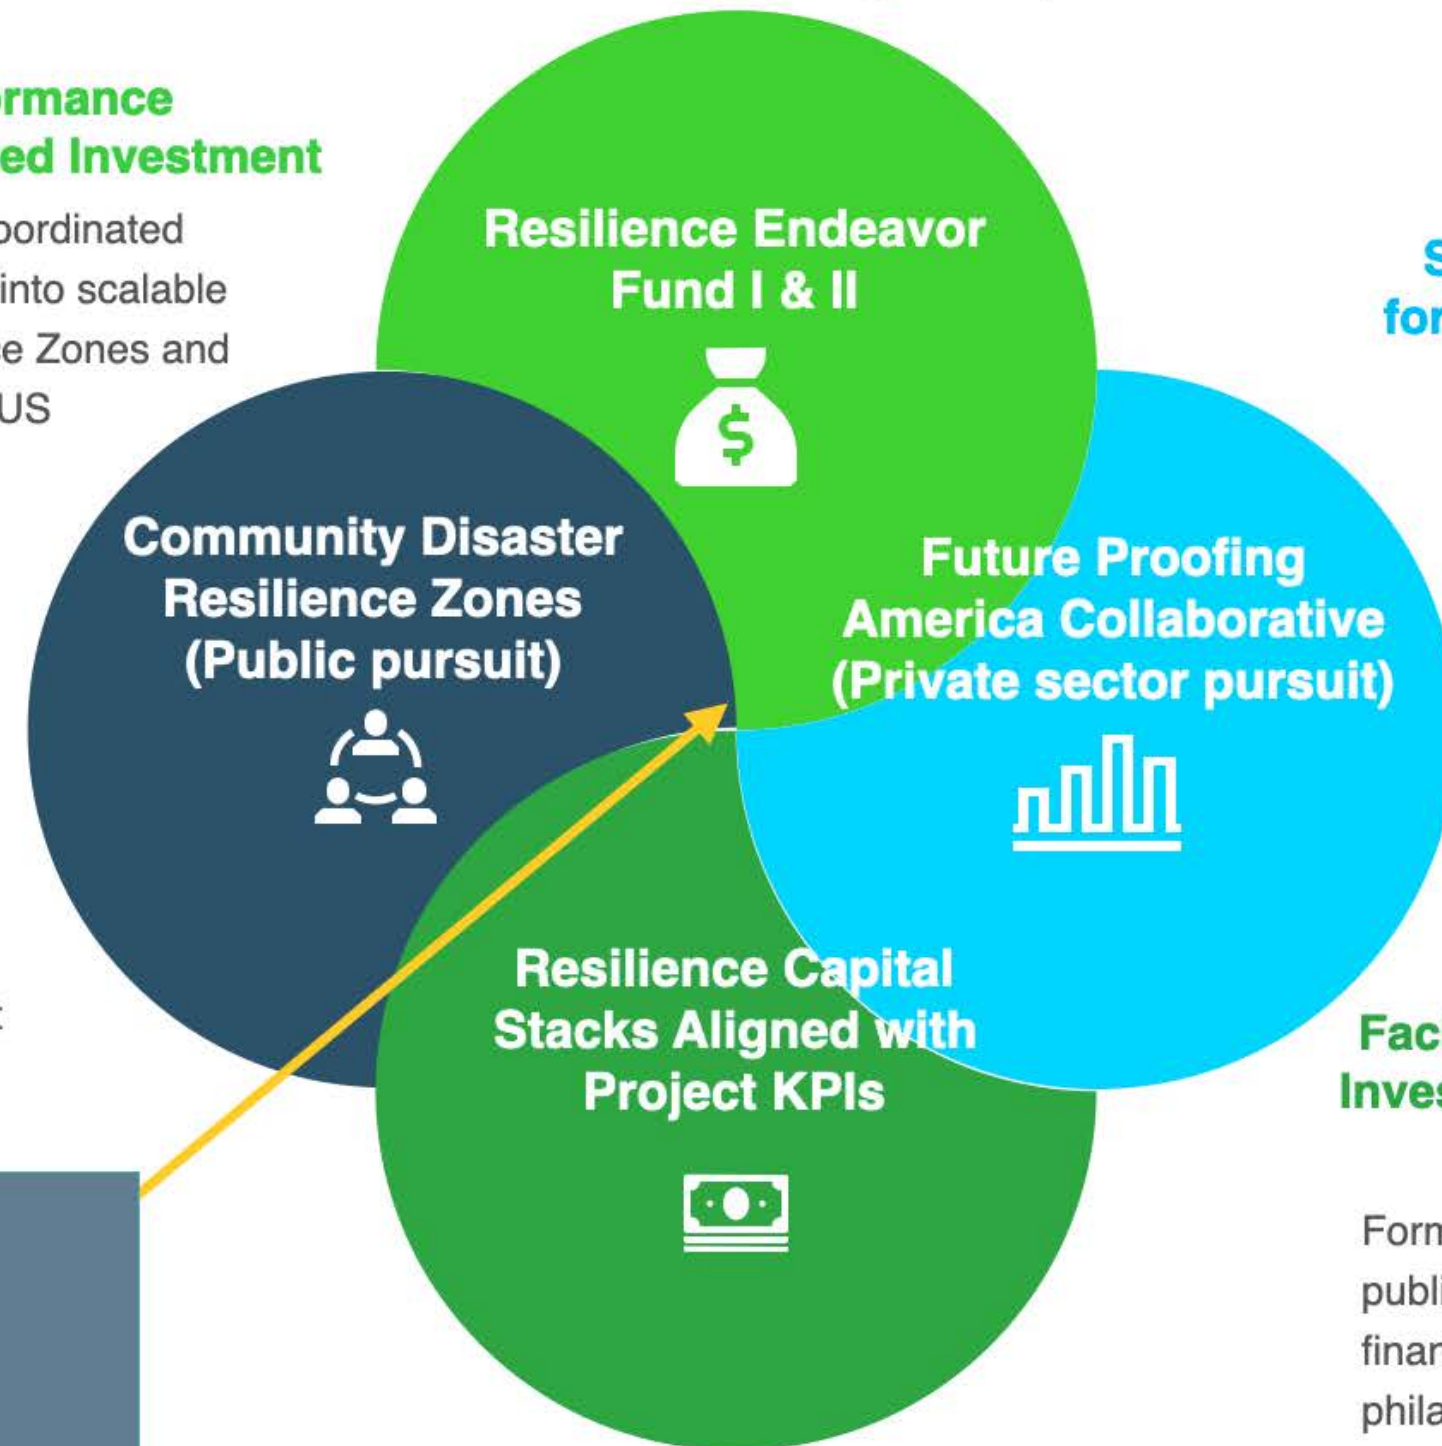 ormance
ed Investment
oordinated
into scalable
e Zones and
US
Resilience Endeavor
Fund I & II
$
S
for
Community Disaster
Resilience Zones
(Public pursuit)
Future Proofing
America Collaborative
(Private sector pursuit)
Resilience Capital
Stacks Aligned with
Project KPIs
Fac
Inves
Form
publi
finan
phila